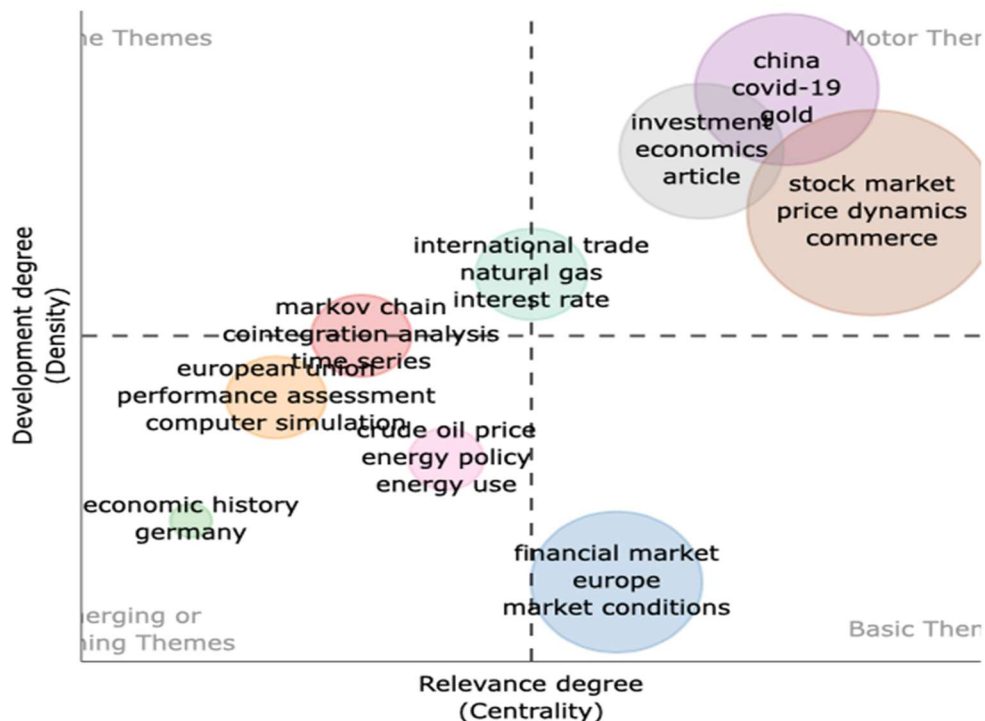 ne Themes
Motor Ther
china
covid-19
gold
investment
economics
article
stock market
price dynamics
commerce
international trade
natural gas
interest rate
markov chain
cointegration analysis
time series
european union
performance assessment
computer simulation
crude oil price
energy policy
energy use
economic history
germany
financial market
europe
market conditions
erging or
ning Themes
Basic Then
Development degree
(Density)
Relevance degree
(Centrality)